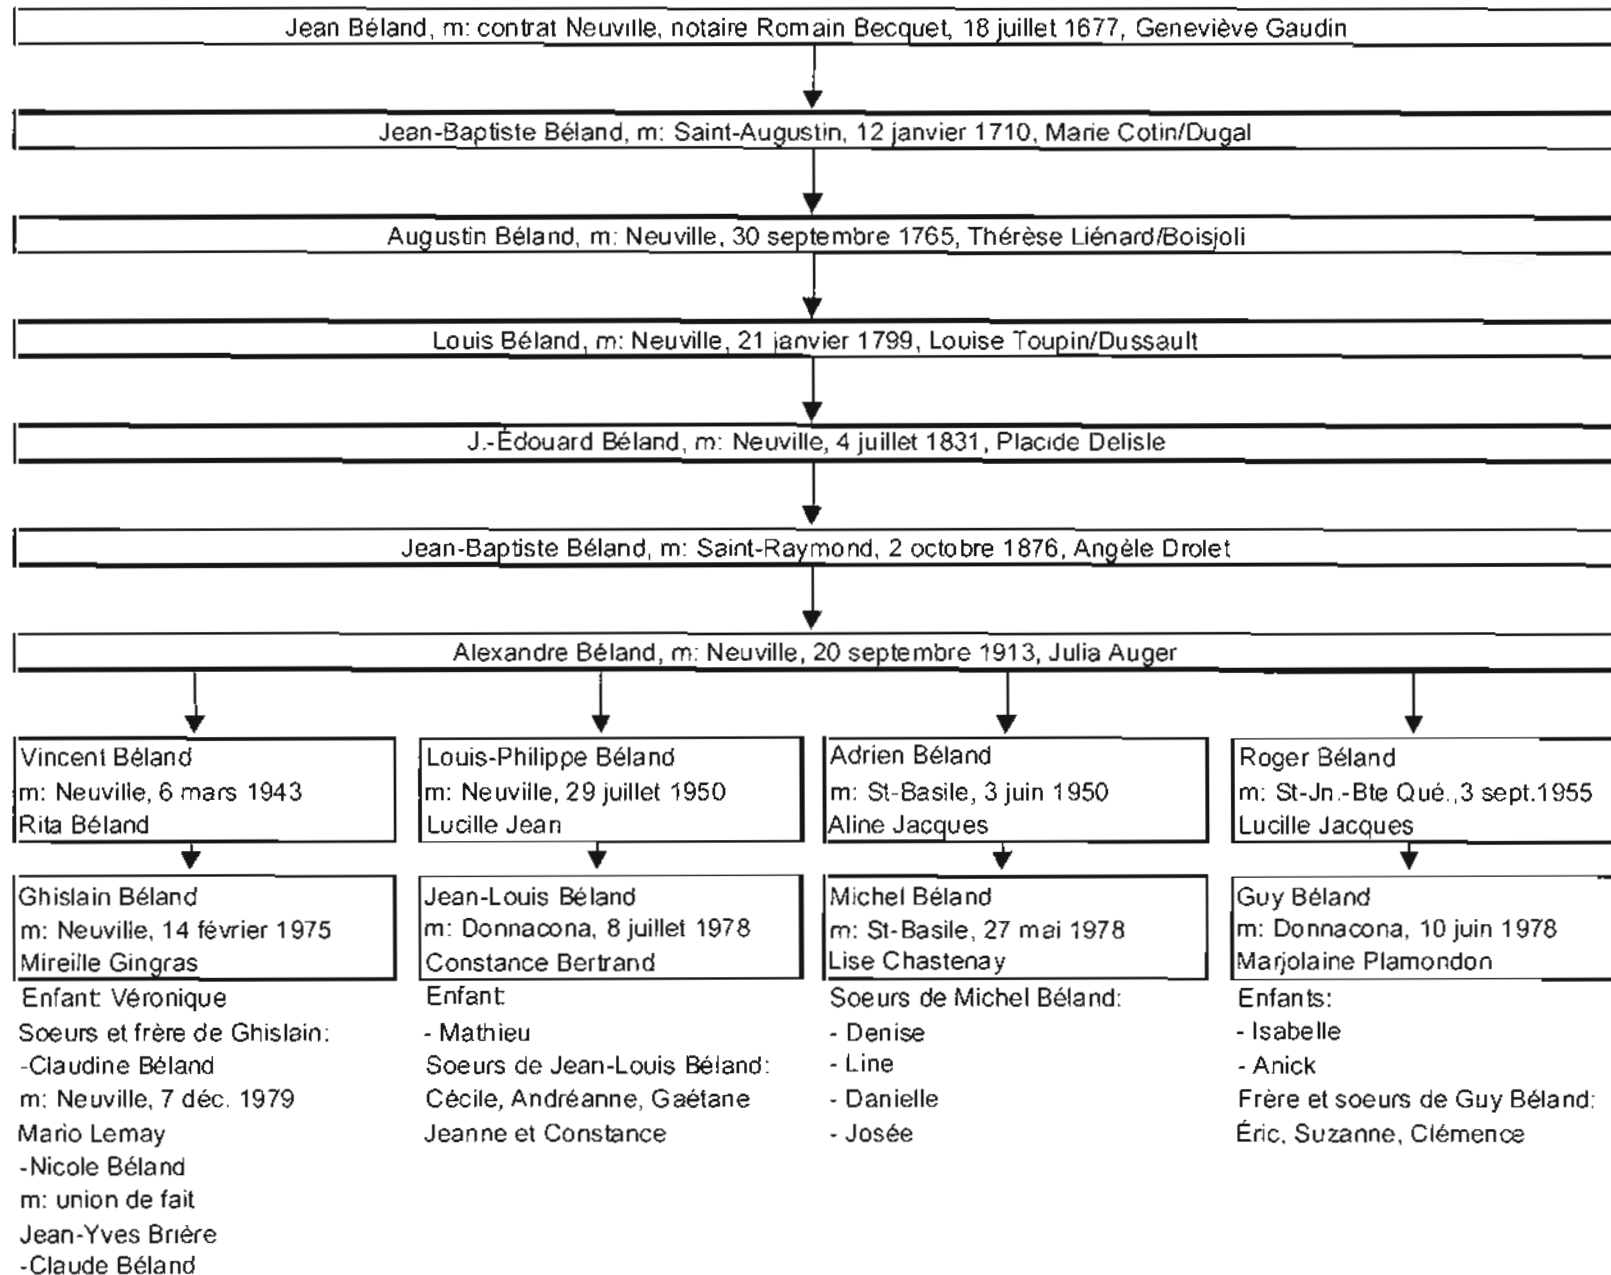 Jean Béland, m: contrat Neuville, notaire Romain Becquet, 18 juillet 1677, Geneviève Gaudin
Jean-Baptiste Béland, m: Saint-Augustin, 12 janvier 1710, Marie Cotin/Dugal
Augustin Béland, m: Neuville, 30 septembre 1765, Thérèse Liénard/Boisjoli
Louis Béland, m: Neuville, 21 janvier 1799, Louise Toupin/Dussault
J.-Édouard Béland, m: Neuville, 4 juillet 1831, Placide Delisle
Jean-Baptiste Béland, m: Saint-Raymond, 2 octobre 1876, Angèle Drolet
Alexandre Béland, m: Neuville, 20 septembre 1913, Julia Auger
Vincent Béland
m: Neuville, 6 mars 1943
Rita Béland
Louis-Philippe Béland
m: Neuville, 29 juillet 1950
Lucille Jean
Adrien Béland
m: St-Basile, 3 juin 1950
Aline Jacques
Roger Béland
m: St-Jn.-Bte Qué.,3 sept.1955
Lucille Jacques
Ghislain Béland
m: Neuville, 14 février 1975
Mireille Gingras
Enfant: Véronique
Soeurs et frère de Ghislain:
-Claudine Béland
m: Neuville, 7 déc. 1979
Mario Lemay
-Nicole Béland
m: union de fait
Jean-Yves Brière
-Claude Béland
Jean-Louis Béland
m: Donnacona, 8 juillet 1978
Constance Bertrand
Enfant:
- Mathieu
Soeurs de Jean-Louis Béland:
Cécile, Andréanne, Gaétane
Jeanne et Constance
Michel Béland
m: St-Basile, 27 mai 1978
Lise Chastenay
Soeurs de Michel Béland:
- Denise
- Line
- Danielle
- Josée
Guy Béland
m: Donnacona, 10 juin 1978
Marjolaine Plamondon
Enfants:
- Isabelle
- Anick
Frère et soeurs de Guy Béland:
Éric, Suzanne, Clémence